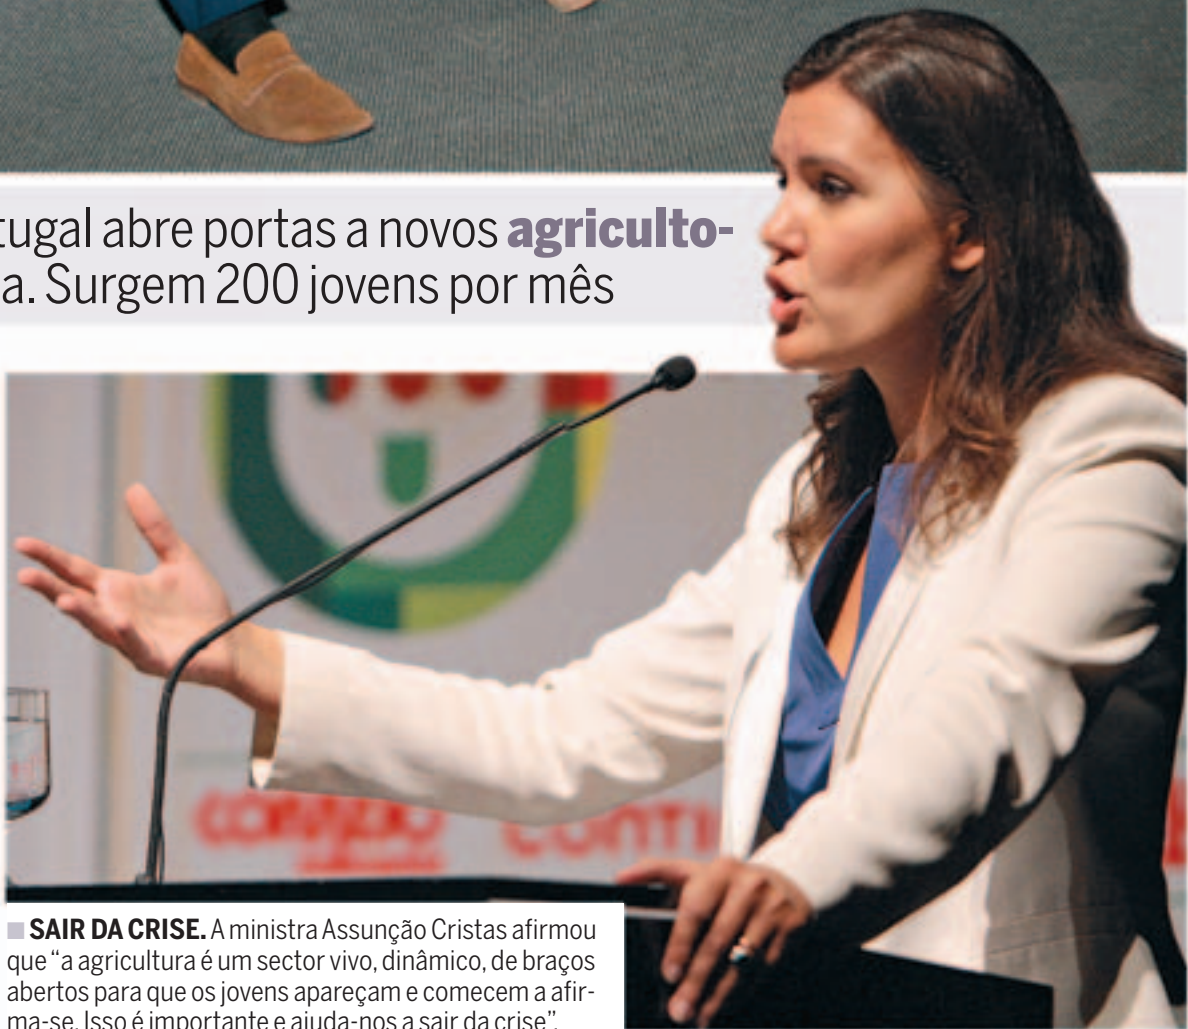 tugal abre portas a novos agriculto-
a. Surgem 200 jovens por mês
CORREIO CONTI
SAIR DA CRISE. A ministra Assunção Cristas afirmou
que “a agricultura é um sector vivo, dinâmico, de braços
abertos para que os jovens apareçam e comecem a afir-
ma-se. Isso é importante e ajuda-nos a sair da crise”.